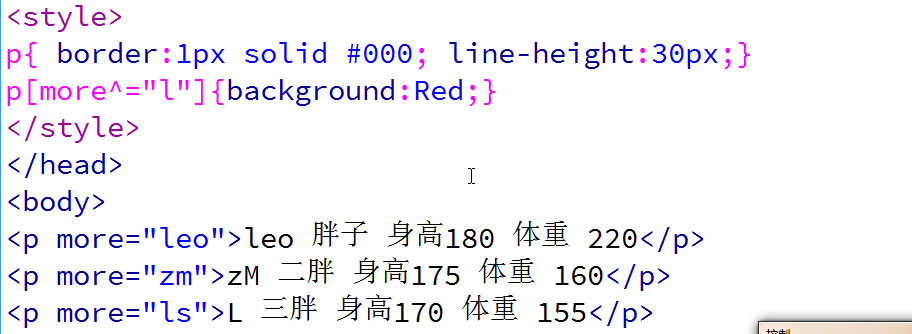 <style>
p{ border:1px solid #000; line-height:30px;}
p[more^="l"]{background:Red;}
</style>
</head>
<body>
<p more="leo">leo 胖子 身高180 体重 220</p>
<p more="zm">zM 二胖 身高175 体重 160</p>
<p more="ls">L 三胖 身高170 体重 155</p>